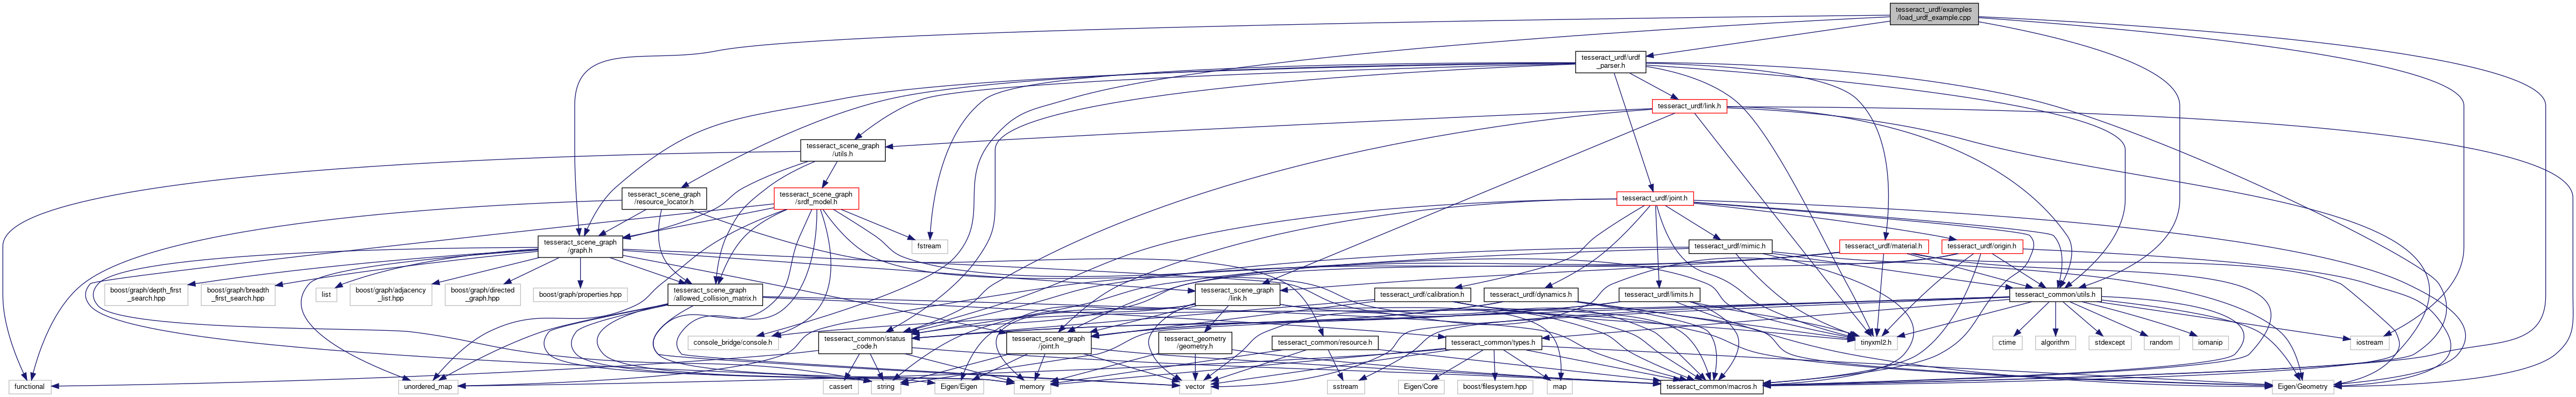 tesseract_urdf/examples
/load_urdf_example.cpp
tesseract_urdf/urdf
_parser.h
tesseract_urdf/link.h
tesseract_scene_graph
/utils.h
tesseract_scene_graph
/resource_locator.h
tesseract_scene_graph
/srdf_model.h
tesseract_urdf/joint.h
tesseract_scene_graph
/graph.h
fstream
tesseract_urdf/mimic.h
tesseract_urdf/material.h
tesseract_urdf/origin.h
boost/graph/depth_first
_search.hpp
boost/graph/breadth
_first_search.hpp
list
boost/graph/adjacency
_list.hpp
boost/graph/directed
_graph.hpp
boost/graph/properties.hpp
tesseract_scene_graph
/allowed_collision_matrix.h
tesseract_scene_graph
/link.h
tesseract_urdf/calibration.h
tesseract_urdf/dynamics.h
tesseract_urdf/limits.h
tesseract_common/utils.h
console_bridge/console.h
tesseract_common/status
_code.h
tesseract_scene_graph
/joint.h
tesseract_geometry
/geometry.h
tesseract_common/resource.h
tesseract_common/types.h
tinyxml2.h
ctime
algorithm
stdexcept
random
iomanip
iostream
functional
unordered_map
cassert
string
Eigen/Eigen
memory
vector
sstream
Eigen/Core
boost/filesystem.hpp
map
tesseract_common/macros.h
Eigen/Geometry